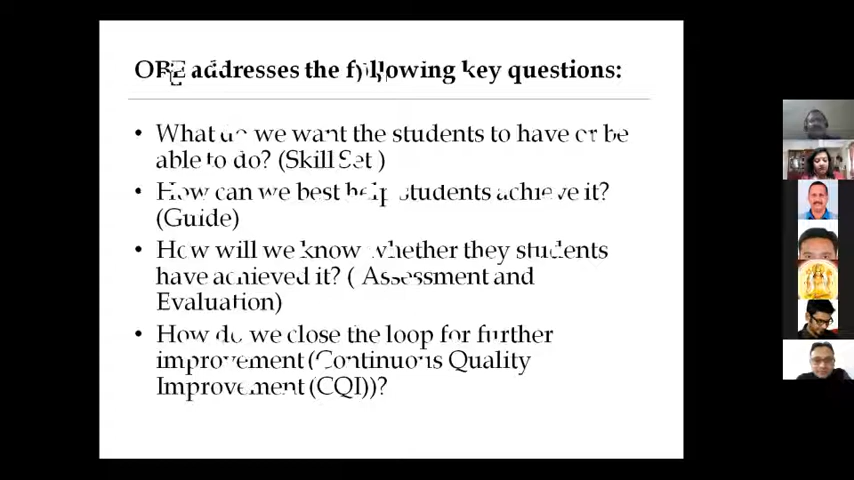 OBE addresses the following key questions:
• What do we want the students to have or be
able to do? (Skill Set )
• How can we best help students achieve it?
(Guide)
• How will we know whether they students
have achieved it? ( Assessment and
Evaluation)
• How do we close the loop for further
improvement (Continuous Quality
Improvement (CQI))?